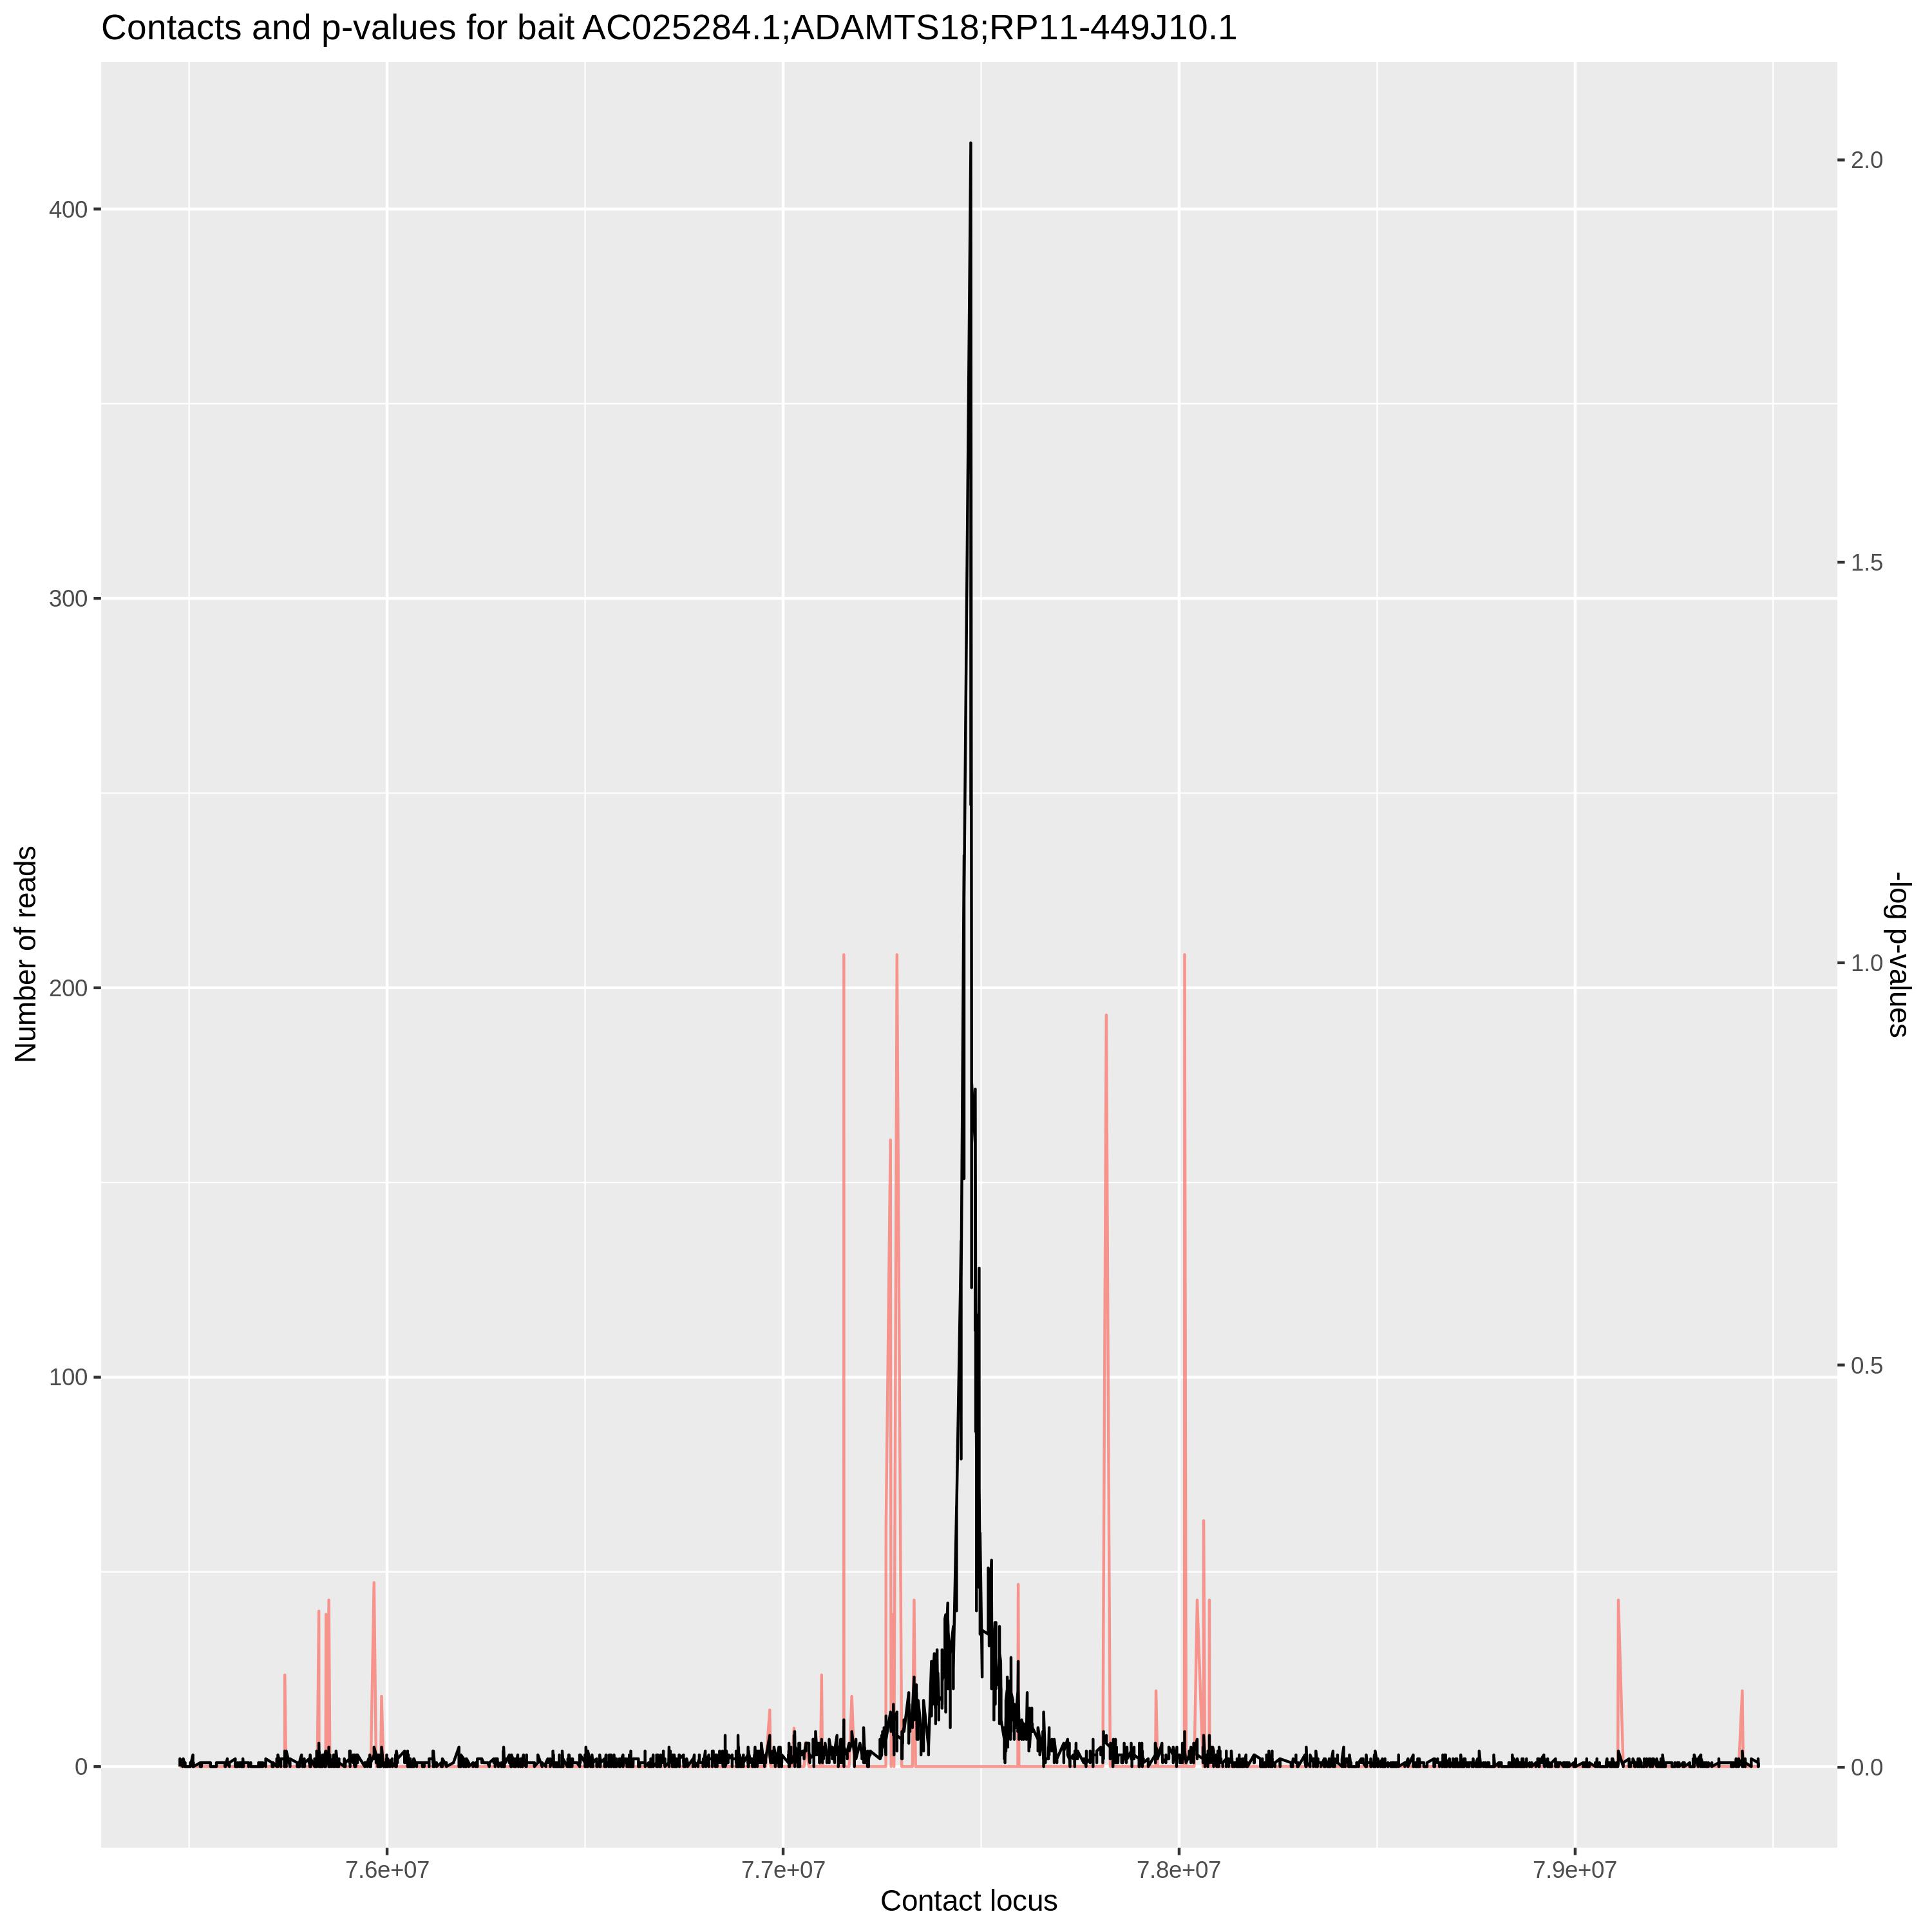 Contacts and p-values for bait AC025284.1;ADAMTS18;RP11-449J10.1
Number of reads
400
300
200
100
0
2.0
1.5
1.0
0.5
0.0
-log p-values
7.6e+07 7.7e+07 7.8e+07 7.9e+07
Contact locus